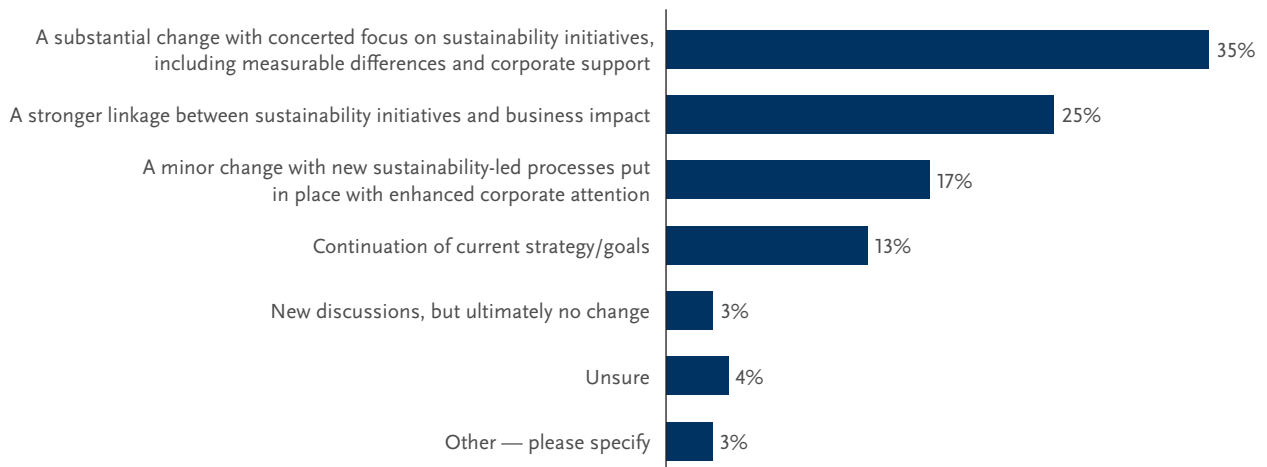 A substantial change with concerted focus on sustainability initiatives,
including measurable differences and corporate support
35%
A stronger linkage between sustainability initiatives and business impact
25%
A minor change with new sustainability-led processes put
in place with enhanced corporate attention
17%
Continuation of current strategy/goals
13%
New discussions, but ultimately no change
3%
Unsure
4%
Other — please specify
3%